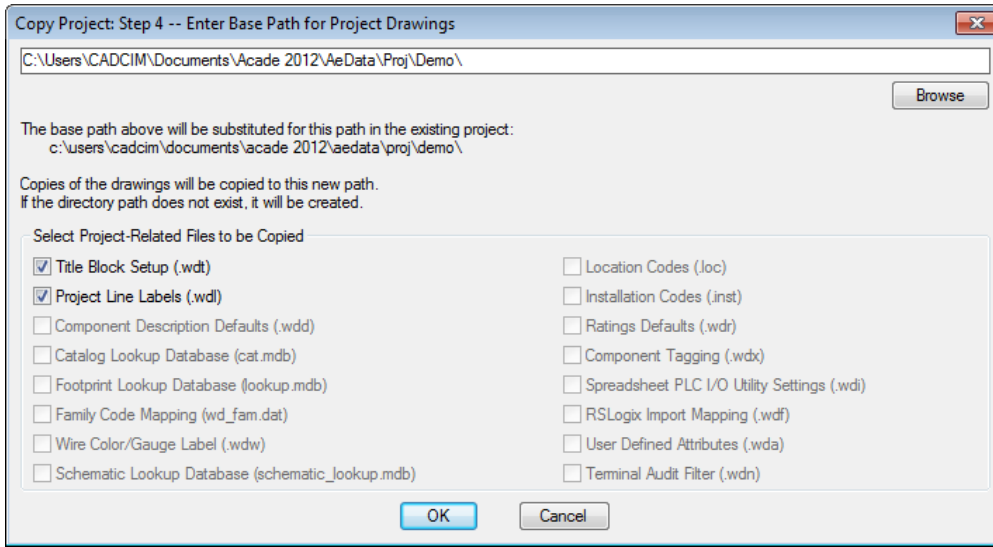 Copy Project: Step 4 -- Enter Base Path for Project Drawings
C:\Users\CADCIM\Documents\Acade 2012\AeData\Proj\Demo\
Browse
The base path above will be substituted for this path in the existing project:
c:\users\cadcim\documents\acade 2012\aedata\proj\demo\
Copies of the drawings will be copied to this new path.
If the directory path does not exist, it will be created.
Select Project-Related Files to be Copied
Title Block Setup (.wdt)
Project Line Labels (.wdl)
Component Description Defaults (.wdd)
Catalog Lookup Database (cat.mdb)
Footprint Lookup Database (lookup.mdb)
Family Code Mapping (wd_fam.dat)
Wire Color/Gauge Label (.wdw)
Schematic Lookup Database (schematic_lookup.mdb)
Location Codes (.loc)
Installation Codes (.inst)
Ratings Defaults (.wdr)
Component Tagging (.wdx)
Spreadsheet PLC I/O Utility Settings (.wdi)
RSLogix Import Mapping (.wdf)
User Defined Attributes (.wda)
Terminal Audit Filter (.wdn)
OK
Cancel